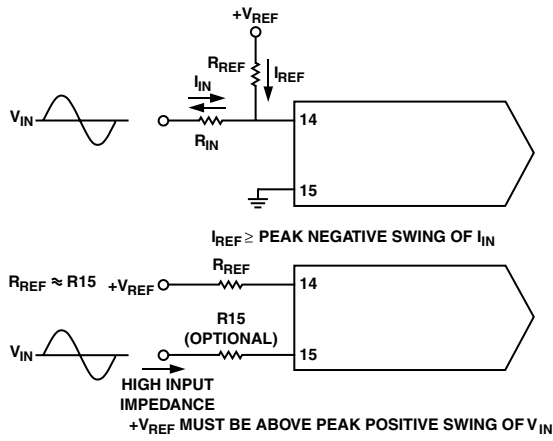 +VREF
RREF
IREF
IIN
VIN
RIN
14
15
IREF ≥ PEAK NEGATIVE SWING OF IIN
RREF ≈ R15
+VREF
RREF
14
R15
(OPTIONAL)
VIN
15
HIGH INPUT
IMPEDANCE
+VREF MUST BE ABOVE PEAK POSITIVE SWING OF VIN